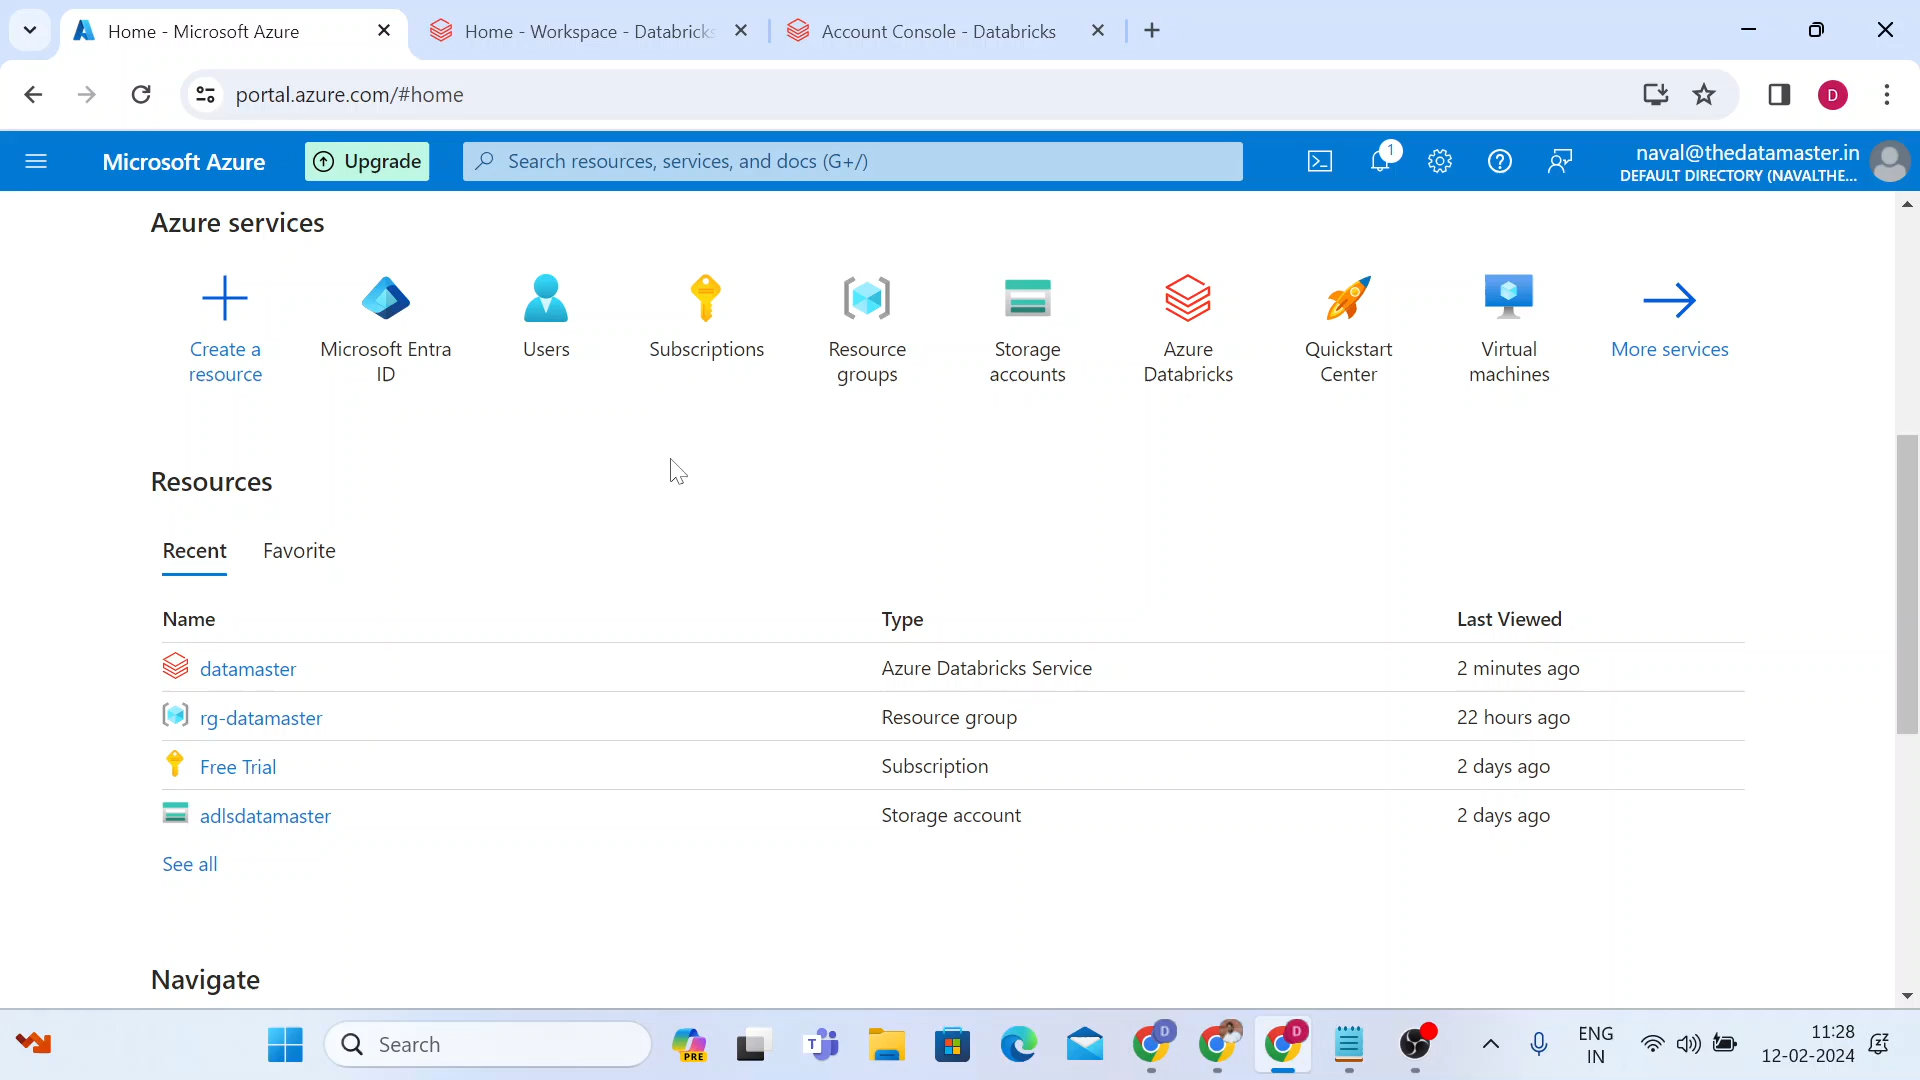 Home - Microsoft Azure
Home - Workspace - Databricks
Account Console - Databricks
portal.azure.com/#home
D
Microsoft Azure
Upgrade
Search resources, services, and docs (G+/)
1
naval@thedatamaster.in
DEFAULT DIRECTORY (NAVALTHE...
Azure services
Create a resource
Microsoft Entra ID
Users
Subscriptions
Resource groups
Storage accounts
Azure Databricks
Quickstart Center
Virtual machines
More services
Resources
Recent Favorite
Name Type Last Viewed
datamaster Azure Databricks Service 2 minutes ago
rg-datamaster Resource group 22 hours ago
Free Trial Subscription 2 days ago
adlsdatamaster Storage account 2 days ago
See all
Navigate
Search
PRE
T
D
D
ENG
IN
11:28
12-02-2024